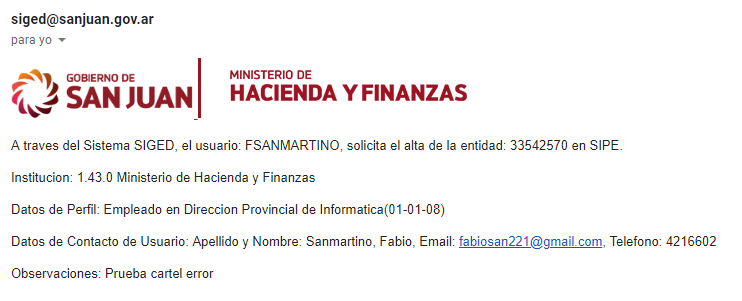 siged@sanjuan.gov.ar
para yo
GOBIERNO DE
SAN JUAN
MINISTERIO DE
HACIENDA Y FINANZAS
A traves del Sistema SIGED, el usuario: FSANMARTINO, solicita el alta de la entidad: 33542570 en SIPE.
Institucion: 1.43.0 Ministerio de Hacienda y Finanzas
Datos de Perfil: Empleado en Direccion Provincial de Informatica(01-01-08)
Datos de Contacto de Usuario: Apellido y Nombre: Sanmartino, Fabio, Email: fabiosan221@gmail.com, Telefono: 4216602
Observaciones: Prueba cartel error